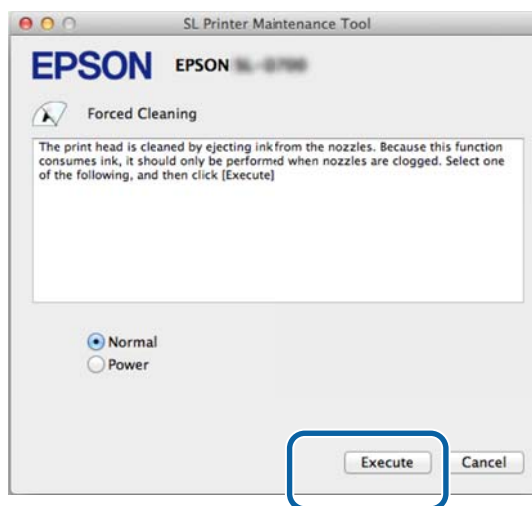 SL Printer Maintenance Tool
EPSON EPSON
Forced Cleaning
The print head is cleaned by ejecting ink from the nozzles. Because this function
consumes ink, it should only be performed when nozzles are clogged. Select one
of the following, and then click [Execute]
Normal
Power
Execute Cancel